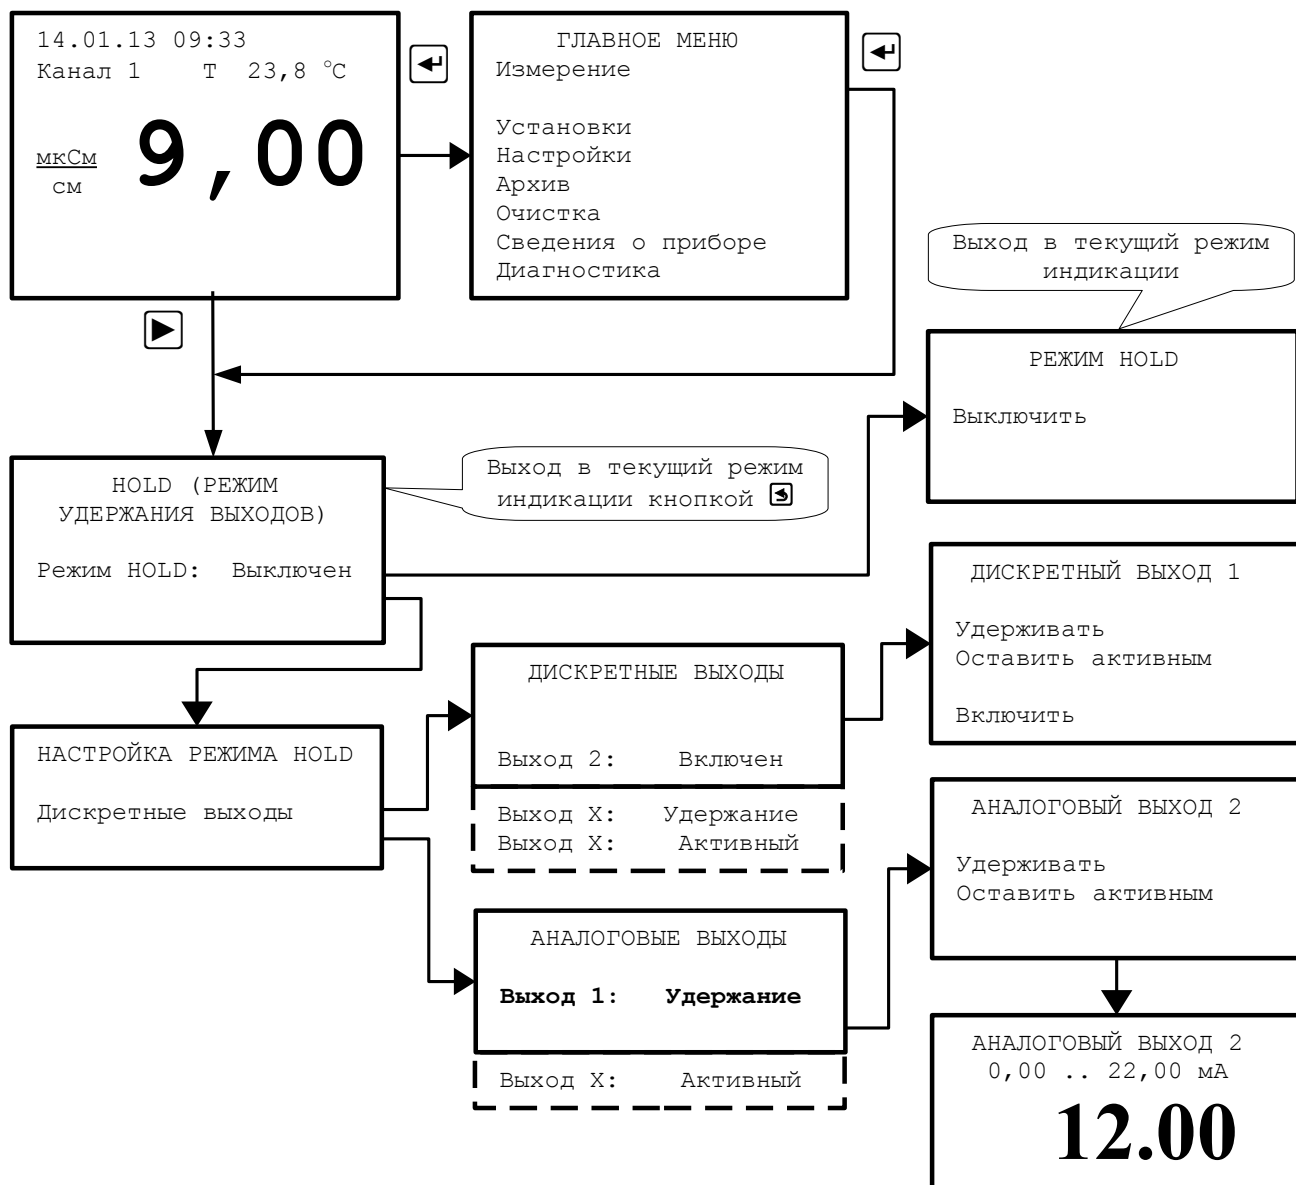 14.01.13 09:33
Канал 1 Т 23,8 °C
мкСм
см
9,00
ГЛАВНОЕ МЕНЮ
Измерение
Установки
Настройки
Архив
Очистка
Сведения о приборе
Диагностика
Выход в текущий режим
индикации
РЕЖИМ HOLD
Выключить
HOLD (РЕЖИМ
УДЕРЖАНИЯ ВЫХОДОВ)
Режим HOLD: Выключен
Выход в текущий режим
индикации кнопкой
ДИСКРЕТНЫЙ ВЫХОД 1
Удерживать
Оставить активным
Включить
ДИСКРЕТНЫЕ ВЫХОДЫ
Выход 2: Включен
Выход X: Удержание
Выход X: Активный
НАСТРОЙКА РЕЖИМА HOLD
Дискретные выходы
АНАЛОГОВЫЙ ВЫХОД 2
Удерживать
Оставить активным
АНАЛОГОВЫЕ ВЫХОДЫ
Выход 1: Удержание
Выход X: Активный
АНАЛОГОВЫЙ ВЫХОД 2
0,00 .. 22,00 мА
12.00